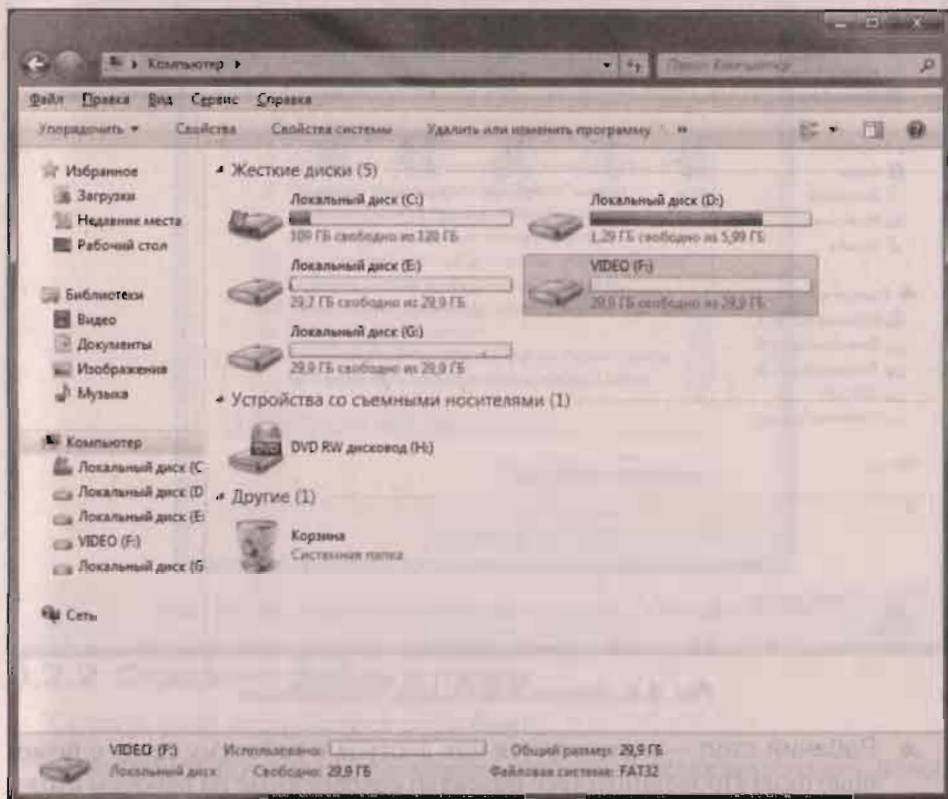 Компьютер
Поиск: Компьютер
Файл Правка Вид Сервис Справка
Упорядочить Свойства Свойства системы Удалить или изменить программу »
Избранное
Загрузки
Недавние места
Рабочий стол
Библиотеки
Видео
Документы
Изображения
Музыка
Компьютер
Локальный диск (C
Локальный диск (D
Локальный диск (E:
VIDEO (F:)
Локальный диск (G
Сеть
Жесткие диски (5)
Локальный диск (C:)
109 ГБ свободно из 120 ГБ
Локальный диск (D:)
1,29 ГБ свободно из 5,99 ГБ
Локальный диск (E:)
29,7 ГБ свободно из 29,9 ГБ
VIDEO (F:)
29,9 ГБ свободно из 29,9 ГБ
Локальный диск (G:)
29,9 ГБ свободно из 29,9 ГБ
Устройства со съемными носителями (1)
DVD RW дисковод (H:)
Другие (1)
Корзина
Системная папка
VIDEO (F:) Использовано: Общий размер: 29,9 ГБ
Локальный диск Свободно: 29,9 ГБ Файловая система: FAT32